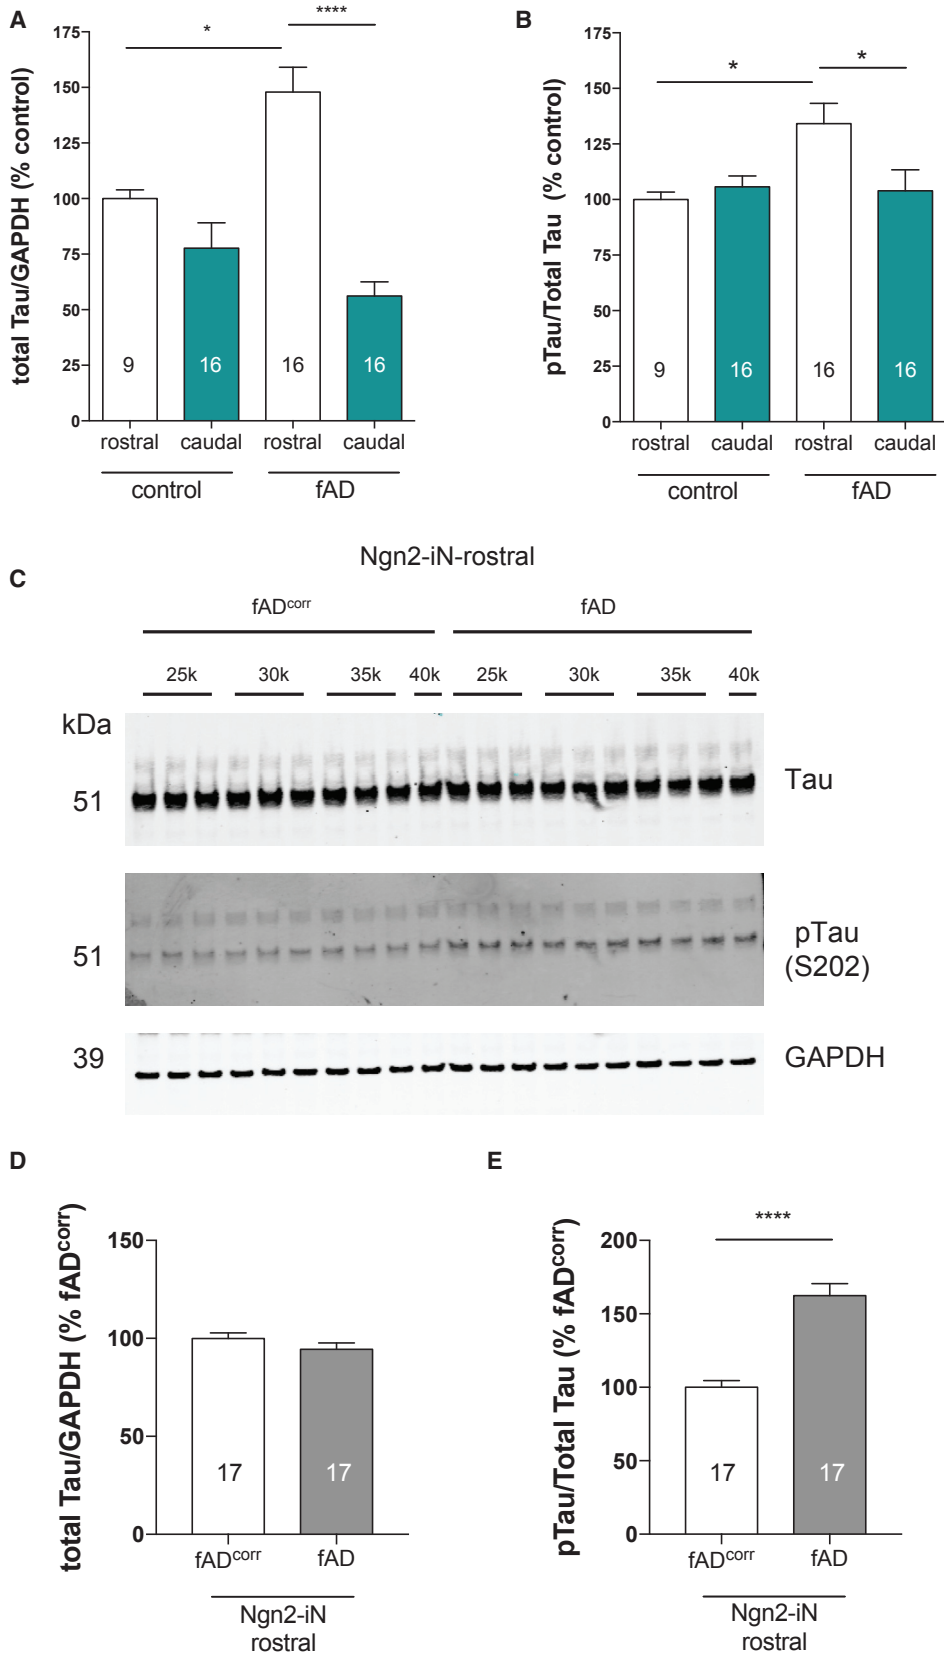 A
B
total Tau/GAPDH (% control)
175
150
125
100
75
50
25
0
*
****
9
16
16
16
rostral caudal rostral caudal
control fAD
pTau/Total Tau (% control)
175
150
125
100
75
50
25
0
*
*
9
16
16
16
rostral caudal rostral caudal
control fAD
C
Ngn2-iN-rostral
fADcorr fAD
25k 30k 35k 40k 25k 30k 35k 40k
kDa
51
Tau
51
pTau
(S202)
39
GAPDH
D
E
total Tau/GAPDH (% fADcorr)
150
100
50
0
17
17
fADcorr fAD
Ngn2-iN
rostral
pTau/Total Tau (% fADcorr)
200
150
100
50
0
****
17
17
fADcorr fAD
Ngn2-iN
rostral